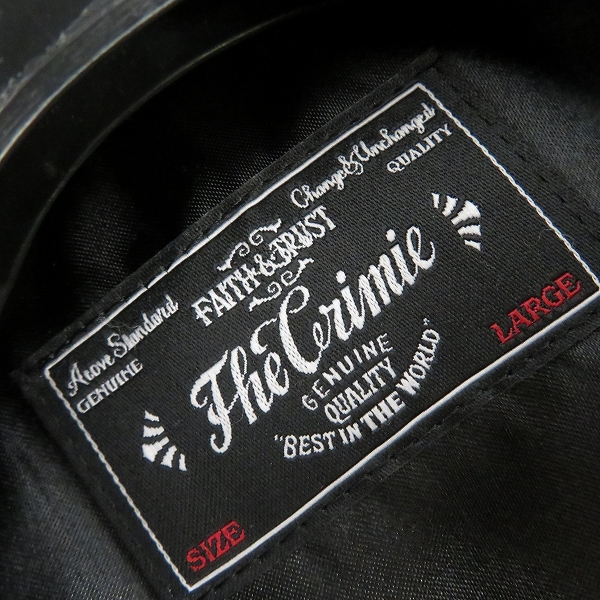 Above Standard
GENUINE
Change & Unchanged
QUALITY
FAITH & TRUST
The Crimie
GENUINE
QUALITY
"BEST IN THE WORLD"
SIZE
LARGE